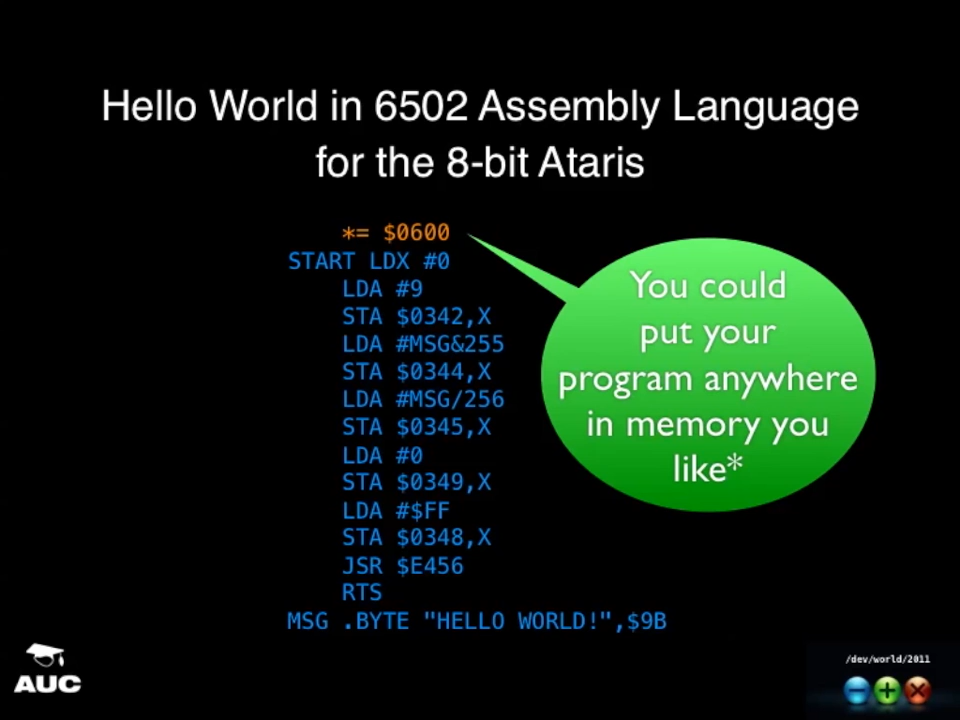 Hello World in 6502 Assembly Language
for the 8-bit Ataris
*= $0600
START LDX #0
LDA #9
STA $0342,X
LDA #MSG&255
STA $0344,X
LDA #MSG/256
STA $0345,X
LDA #0
STA $0349,X
LDA #$FF
STA $0348,X
JSR $E456
RTS
MSG .BYTE "HELLO WORLD!",$9B
You could
put your
program anywhere
in memory you
like*
AUC
/dev/world/2011